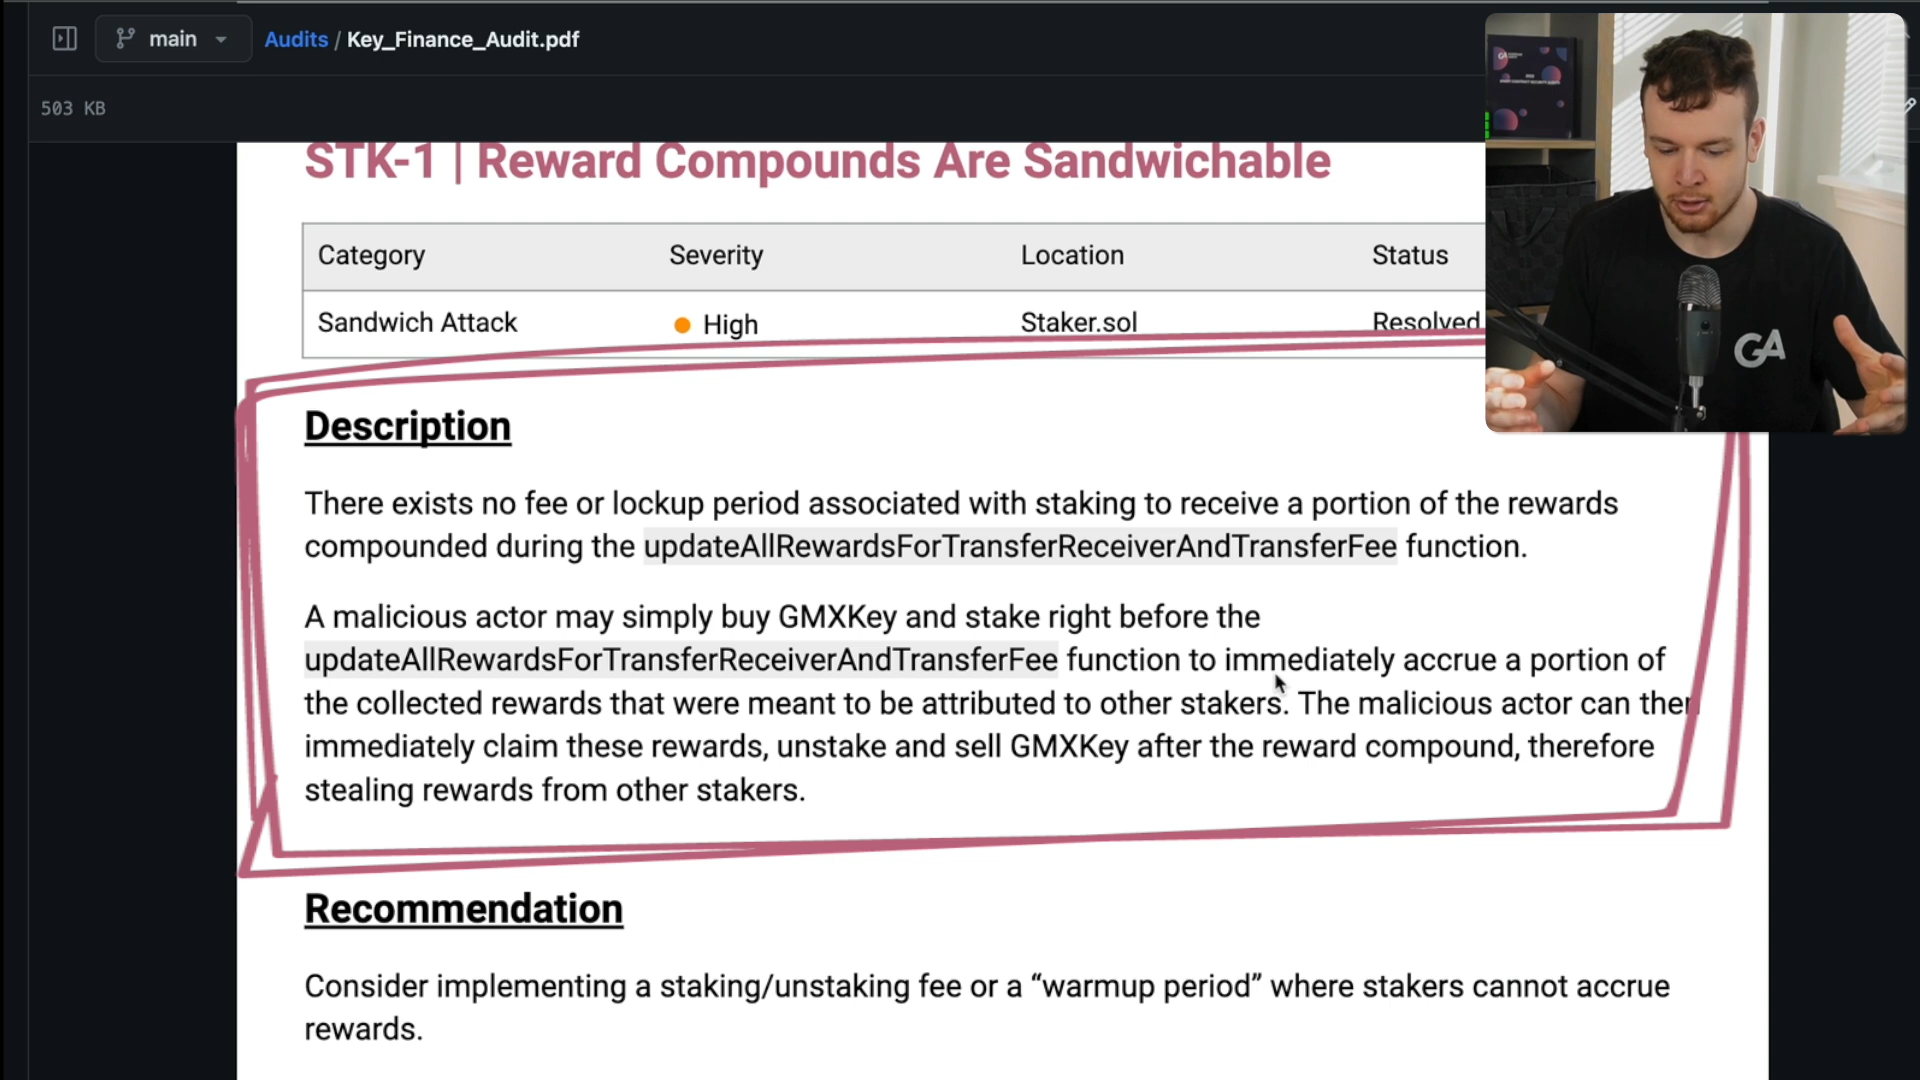 main
Audits / Key_Finance_Audit.pdf
503 KB
STK-1 | Reward Compounds Are Sandwichable
Category Severity Location Status
Sandwich Attack High Staker.sol Resolved
Description
There exists no fee or lockup period associated with staking to receive a portion of the rewards
compounded during the updateAllRewardsForTransferReceiverAndTransferFee function.
A malicious actor may simply buy GMXKey and stake right before the
updateAllRewardsForTransferReceiverAndTransferFee function to immediately accrue a portion of
the collected rewards that were meant to be attributed to other stakers. The malicious actor can then
immediately claim these rewards, unstake and sell GMXKey after the reward compound, therefore
stealing rewards from other stakers.
Recommendation
Consider implementing a staking/unstaking fee or a “warmup period” where stakers cannot accrue
rewards.
GA